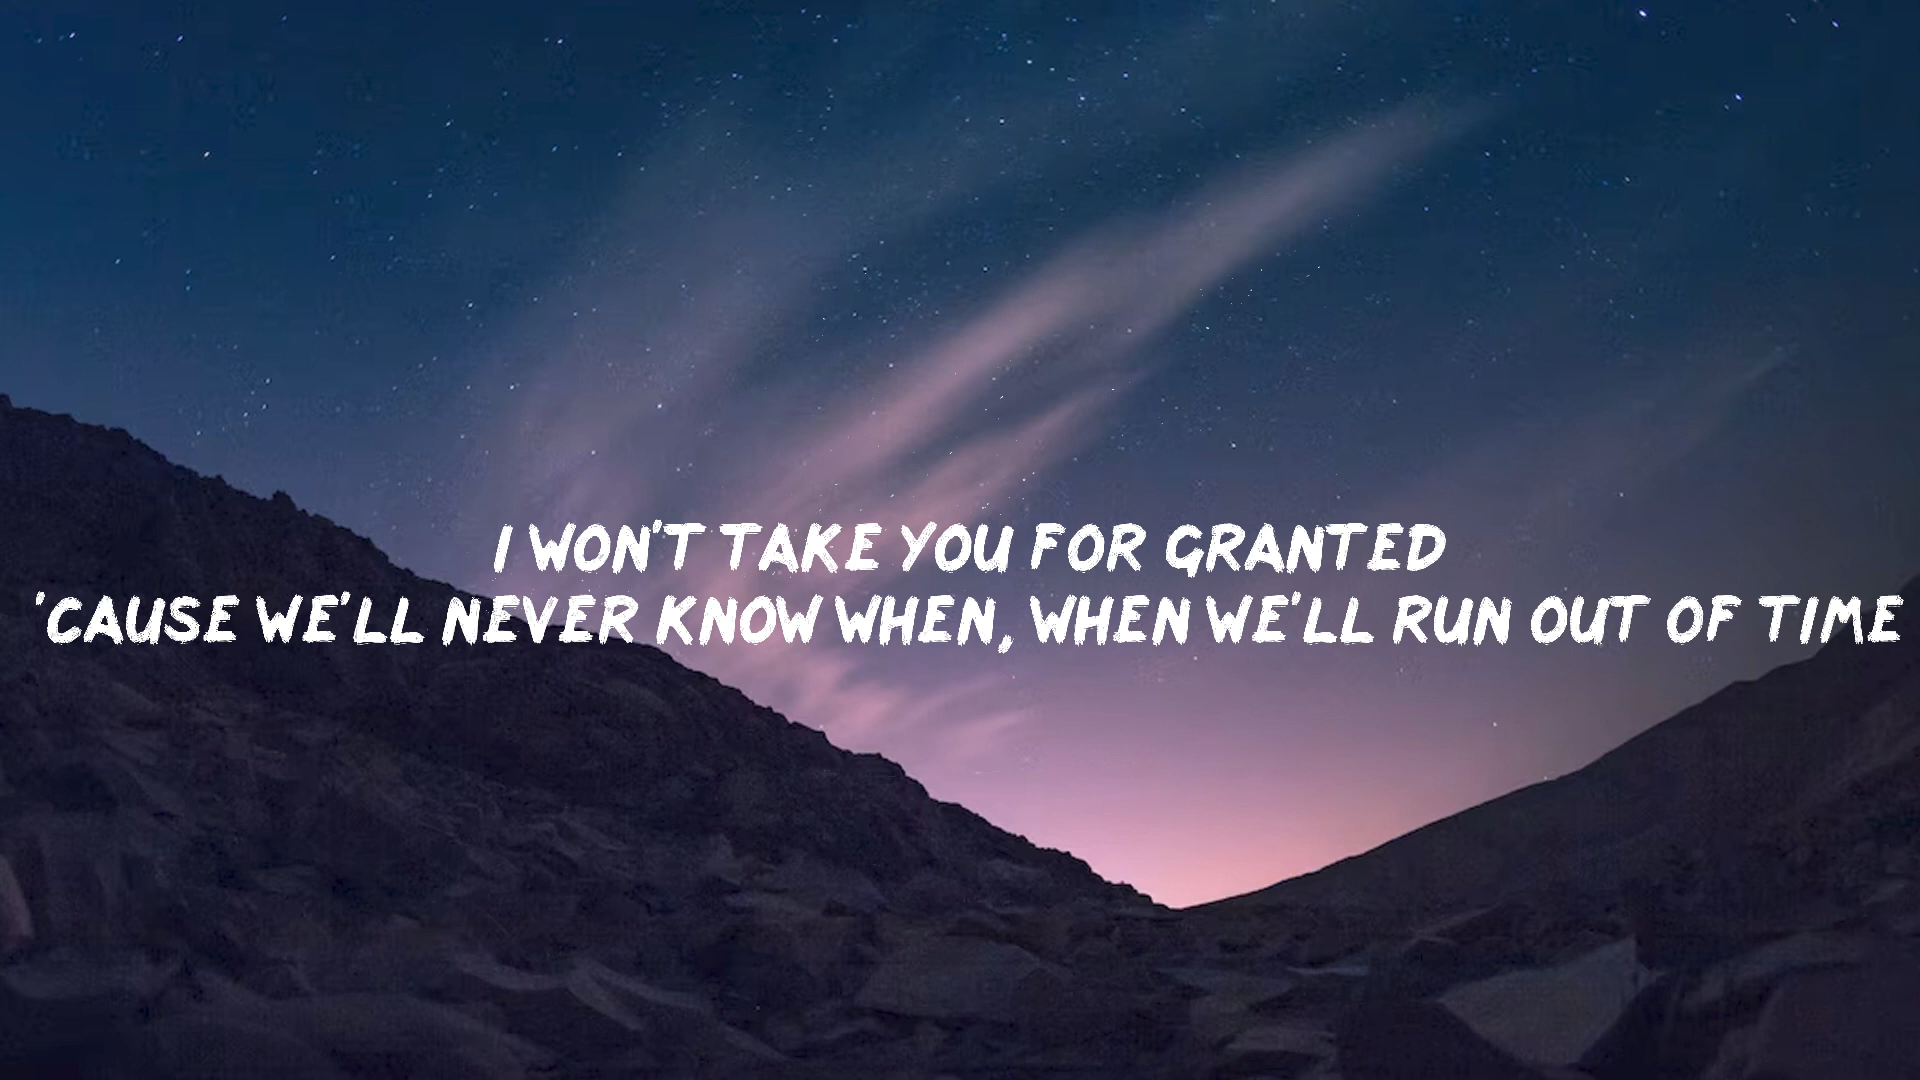 I WON'T TAKE YOU FOR GRANTED
'CAUSE WE'LL NEVER KNOW WHEN, WHEN WE'LL RUN OUT OF TIME